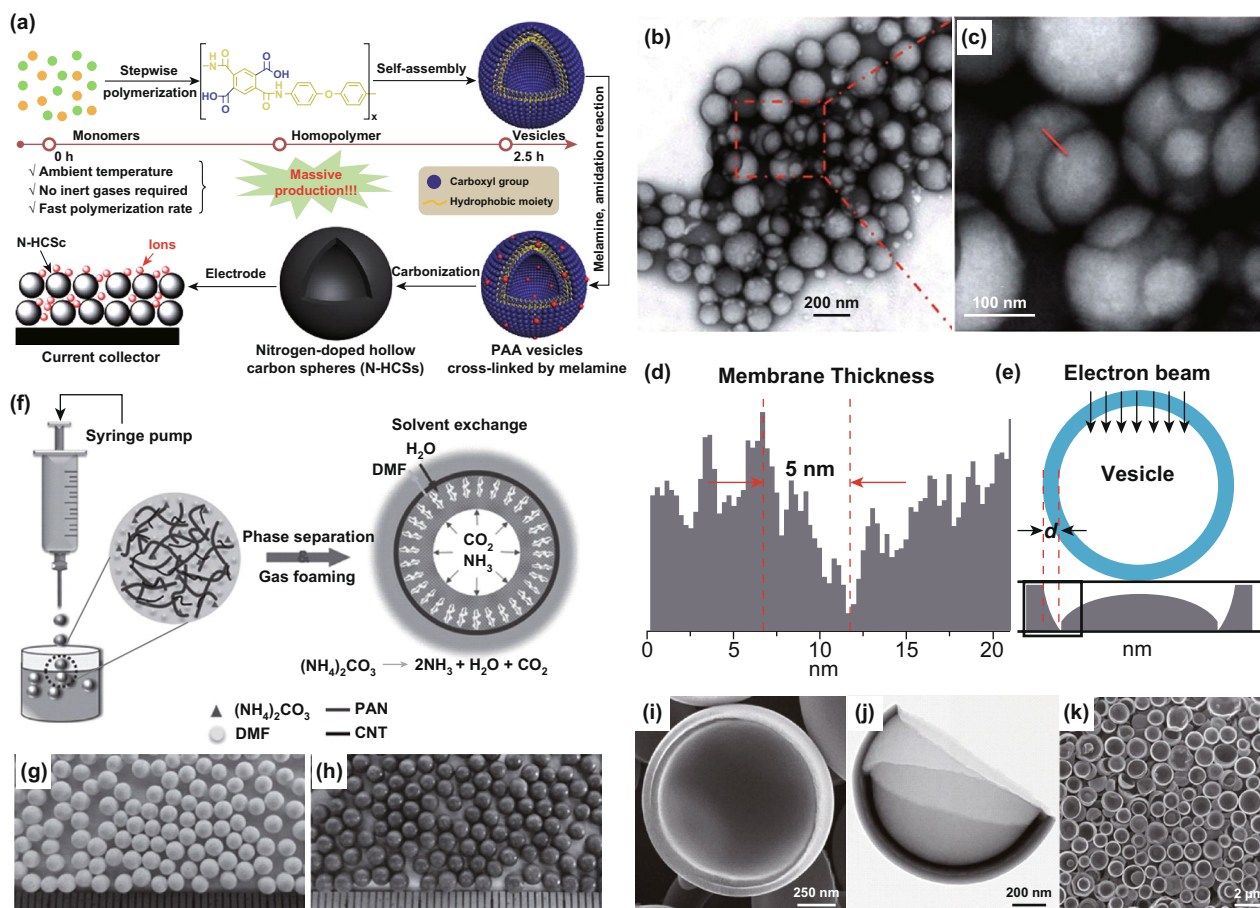 (a)
Stepwise
polymerization
O
NH
O
OH
HO
O
O
N
H
O
x
Self-assembly
Monomers
Homopolymer
Vesicles
0 h
2.5 h
√ Ambient temperature
√ No inert gases required
√ Fast polymerization rate
Massive
production!!!
Carboxyl group
Hydrophobic moiety
Melamine, amidation reaction
N-HCSc
Ions
Electrode
Carbonization
Current collector
Nitrogen-doped hollow
carbon spheres (N-HCSs)
PAA vesicles
cross-linked by melamine
(b)
200 nm
(c)
100 nm
(d)
Membrane Thickness
5 nm
0 5 10 15 20
nm
(e)
Electron beam
Vesicle
d
nm
(f)
Syringe pump
Phase separation
Gas foaming
Solvent exchange
H2O
DMF
CO2
NH3
(NH4)2CO3 → 2NH3 + H2O + CO2
(NH4)2CO3
PAN
DMF
CNT
(g)
(h)
(i)
250 nm
(j)
200 nm
(k)
2 μm